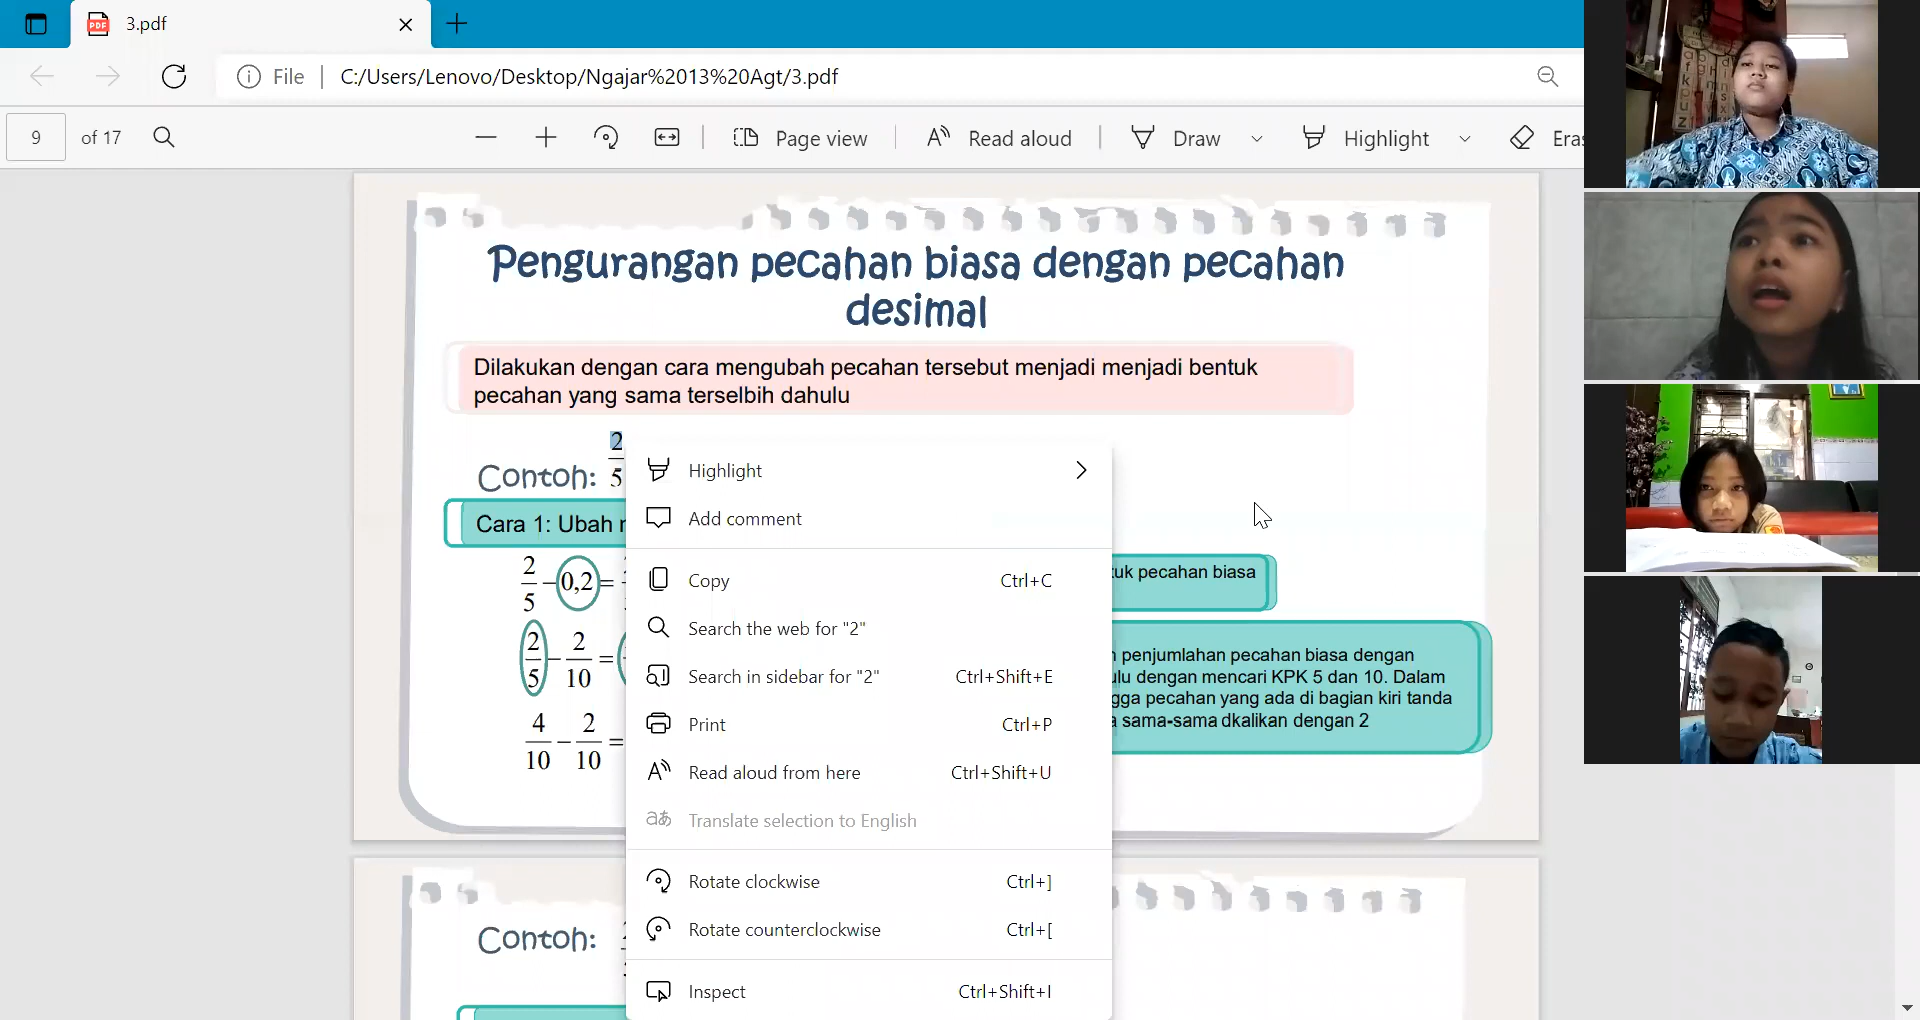 3.pdf
File
C:/Users/Lenovo/Desktop/Ngajar%2013%20Agt/3.pdf
9 of 17
Page view
Read aloud
Draw
Highlight
Pengurangan pecahan biasa dengan pecahan
desimal
Dilakukan dengan cara mengubah pecahan tersebut menjadi menjadi bentuk
pecahan yang sama terselbih dahulu
Contoh: 2/5
Cara 1: Ubah
2/5 − 0,2 =
2/5 − 2/10 =
4/10 − 2/10 =
pecahan biasa
penjumlahan pecahan biasa dengan
dengan mencari KPK 5 dan 10. Dalam
pecahan yang ada di bagian kiri tanda
sama-sama dkalikan dengan 2
Highlight
Add comment
Copy Ctrl+C
Search the web for "2"
Search in sidebar for "2" Ctrl+Shift+E
Print Ctrl+P
Read aloud from here Ctrl+Shift+U
Translate selection to English
Rotate clockwise Ctrl+]
Rotate counterclockwise Ctrl+[
Inspect Ctrl+Shift+I
Contoh: